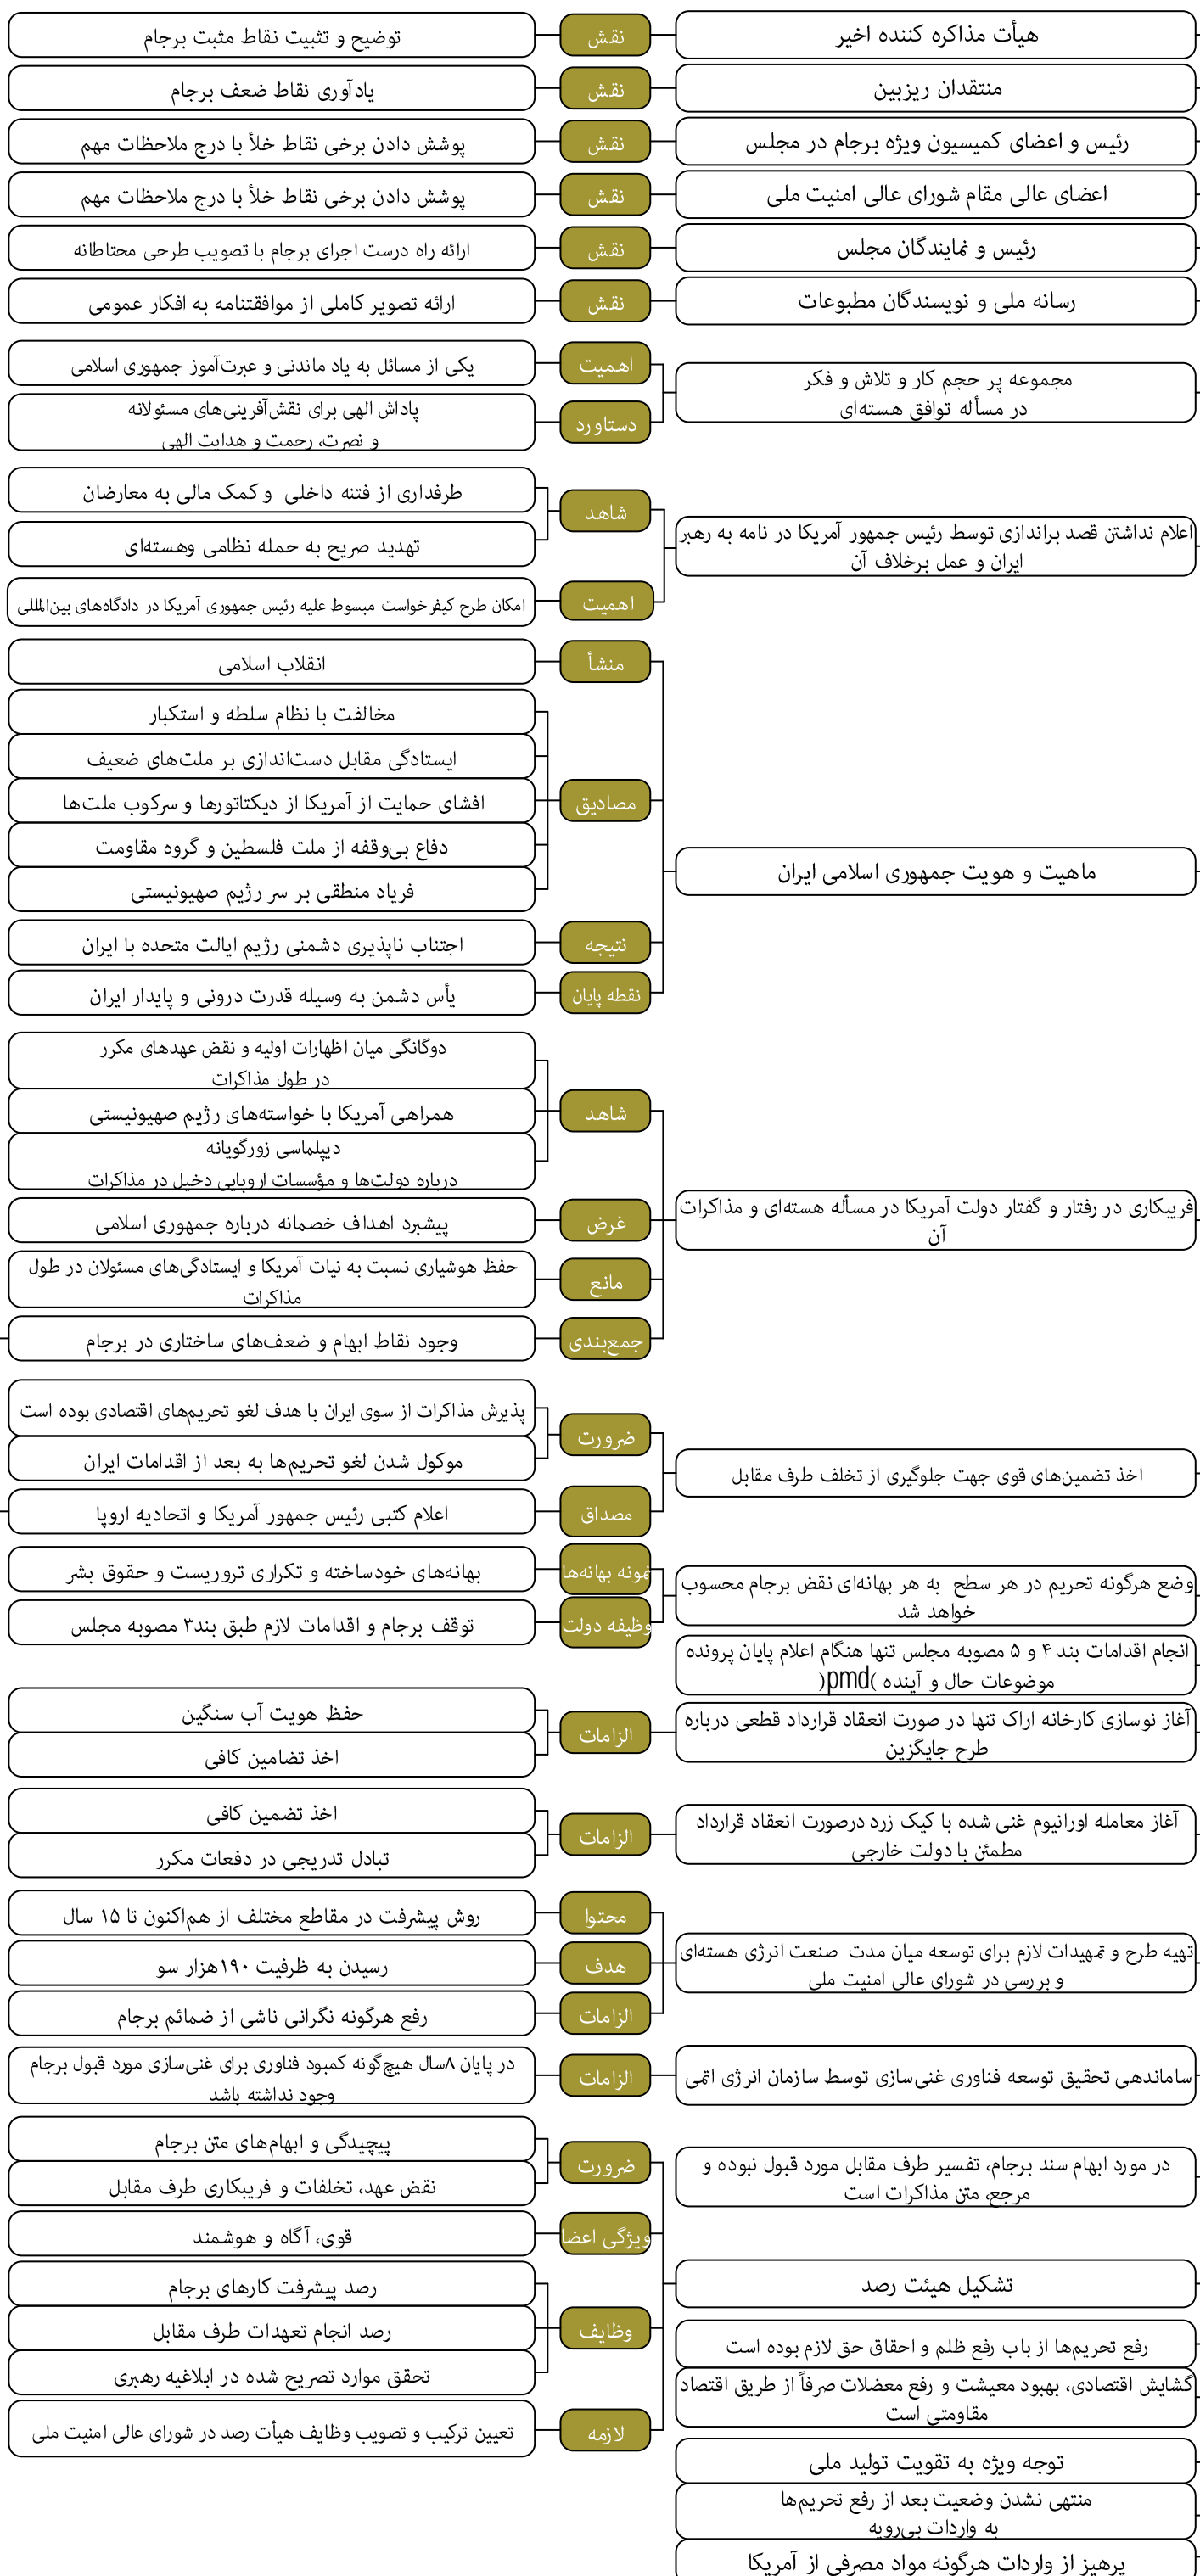 هیأت مذاکره کننده اخیر
نقش
توضیح و تثبیت نقاط مثبت برجام
منتقدان ریزبین
نقش
یادآوری نقاط ضعف برجام
رئیس و اعضای کمیسیون ویژه برجام در مجلس
نقش
پوشش دادن برخی نقاط خلأ با درج ملاحظات مهم
اعضای عالی مقام شورای عالی امنیت ملی
نقش
پوشش دادن برخی نقاط خلأ با درج ملاحظات مهم
رئیس و نمایندگان مجلس
نقش
ارائه راه درست اجرای برجام با تصویب طرحی محتاطانه
رسانه ملی و نویسندگان مطبوعات
نقش
ارائه تصویر کاملی از موافقتنامه به افکار عمومی
مجموعه پر حجم کار و تلاش و فکر
در مسأله توافق هسته‌ای
اهمیت
یکی از مسائل به یاد ماندنی و عبرت‌آموز جمهوری اسلامی
دستاورد
پاداش الهی برای نقش‌آفرینی‌های مسئولانه
و نصرت، رحمت و هدایت الهی
اعلام نداشتن قصد براندازی توسط رئیس جمهور آمریکا در نامه به رهبر
ایران و عمل برخلاف آن
شاهد
طرفداری از فتنه داخلی و کمک مالی به معارضان
تهدید صریح به حمله نظامی وهسته‌ای
اهمیت
امکان طرح کیفرخواست مبسوط علیه رئیس جمهوری آمریکا در دادگاه‌های بین‌المللی
ماهیت و هویت جمهوری اسلامی ایران
منشأ
انقلاب اسلامی
مصادیق
مخالفت با نظام سلطه و استکبار
ایستادگی مقابل دست‌اندازی بر ملت‌های ضعیف
افشای حمایت از آمریکا از دیکتاتورها و سرکوب ملت‌ها
دفاع بی‌وقفه از ملت فلسطین و گروه مقاومت
فریاد منطقی بر سر رژیم صهیونیستی
نتیجه
اجتناب ناپذیری دشمنی رژیم ایالت متحده با ایران
نقطه پایان
یأس دشمن به وسیله قدرت درونی و پایدار ایران
فریبکاری در رفتار و گفتار دولت آمریکا در مسأله هسته‌ای و مذاکرات
آن
شاهد
دوگانگی میان اظهارات اولیه و نقض عهدهای مکرر
در طول مذاکرات
همراهی آمریکا با خواسته‌های رژیم صهیونیستی
دیپلماسی زورگویانه
درباره دولت‌ها و مؤسسات اروپایی دخیل در مذاکرات
غرض
پیشبرد اهداف خصمانه درباره جمهوری اسلامی
مانع
حفظ هوشیاری نسبت به نیات آمریکا و ایستادگی‌های مسئولان در طول
مذاکرات
جمع‌بندی
وجود نقاط ابهام و ضعف‌های ساختاری در برجام
اخذ تضمین‌های قوی جهت جلوگیری از تخلف طرف مقابل
ضرورت
پذیرش مذاکرات از سوی ایران با هدف لغو تحریم‌های اقتصادی بوده است
موکول شدن لغو تحریم‌ها به بعد از اقدامات ایران
مصداق
اعلام کتبی رئیس جمهور آمریکا و اتحادیه اروپا
وضع هرگونه تحریم در هر سطح به هر بهانه‌ای نقض برجام محسوب
خواهد شد
نمونه بهانه‌ها
بهانه‌های خودساخته و تکراری تروریست و حقوق بشر
وظیفه دولت
توقف برجام و اقدامات لازم طبق بند۳ مصوبه مجلس
انجام اقدامات بند ۴ و ۵ مصوبه مجلس تنها هنگام اعلام پایان پرونده
موضوعات حال و آینده )pmd(
آغاز نوسازی کارخانه اراک تنها در صورت انعقاد قرارداد قطعی درباره
طرح جایگزین
الزامات
حفظ هویت آب سنگین
اخذ تضامین کافی
آغاز معامله اورانیوم غنی شده با کیک زرد درصورت انعقاد قرارداد
مطمئن با دولت خارجی
الزامات
اخذ تضمین کافی
تبادل تدریجی در دفعات مکرر
تهیه طرح و تمهیدات لازم برای توسعه میان مدت صنعت انرژی هسته‌ای
و بررسی در شورای عالی امنیت ملی
محتوا
روش پیشرفت در مقاطع مختلف از هم‌اکنون تا ۱۵ سال
هدف
رسیدن به ظرفیت ۱۹۰هزار سو
الزامات
رفع هرگونه نگرانی ناشی از ضمائم برجام
ساماندهی تحقیق توسعه فناوری غنی‌سازی توسط سازمان انرژی اتمی
الزامات
در پایان ۸سال هیچ‌گونه کمبود فناوری برای غنی‌سازی مورد قبول برجام
وجود نداشته باشد
در مورد ابهام سند برجام، تفسیر طرف مقابل مورد قبول نبوده و
مرجع، متن مذاکرات است
تشکیل هیئت رصد
ضرورت
پیچیدگی و ابهام‌های متن برجام
نقض عهد، تخلفات و فریبکاری طرف مقابل
ویژگی اعضا
قوی، آگاه و هوشمند
وظایف
رصد پیشرفت کارهای برجام
رصد انجام تعهدات طرف مقابل
تحقق موارد تصریح شده در ابلاغیه رهبری
لازمه
تعیین ترکیب و تصویب وظایف هیأت رصد در شورای عالی امنیت ملی
رفع تحریم‌ها از باب رفع ظلم و احقاق حق لازم بوده است
گشایش اقتصادی، بهبود معیشت و رفع معضلات صرفاً از طریق اقتصاد
مقاومتی است
توجه ویژه به تقویت تولید ملی
منتهی نشدن وضعیت بعد از رفع تحریم‌ها
به واردات بی‌رویه
پرهیز از واردات هرگونه مواد مصرفی از آمریکا